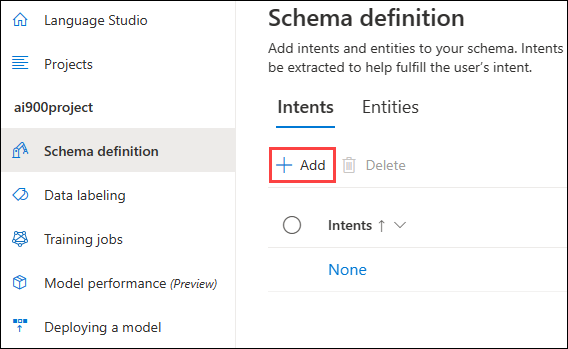 Language Studio
Projects
ai900project
Schema definition
Data labeling
Training jobs
Model performance (Preview)
Deploying a model
Schema definition
Add intents and entities to your schema. Intents
be extracted to help fulfill the user’s intent.
Intents Entities
+ Add Delete
Intents ↑
None